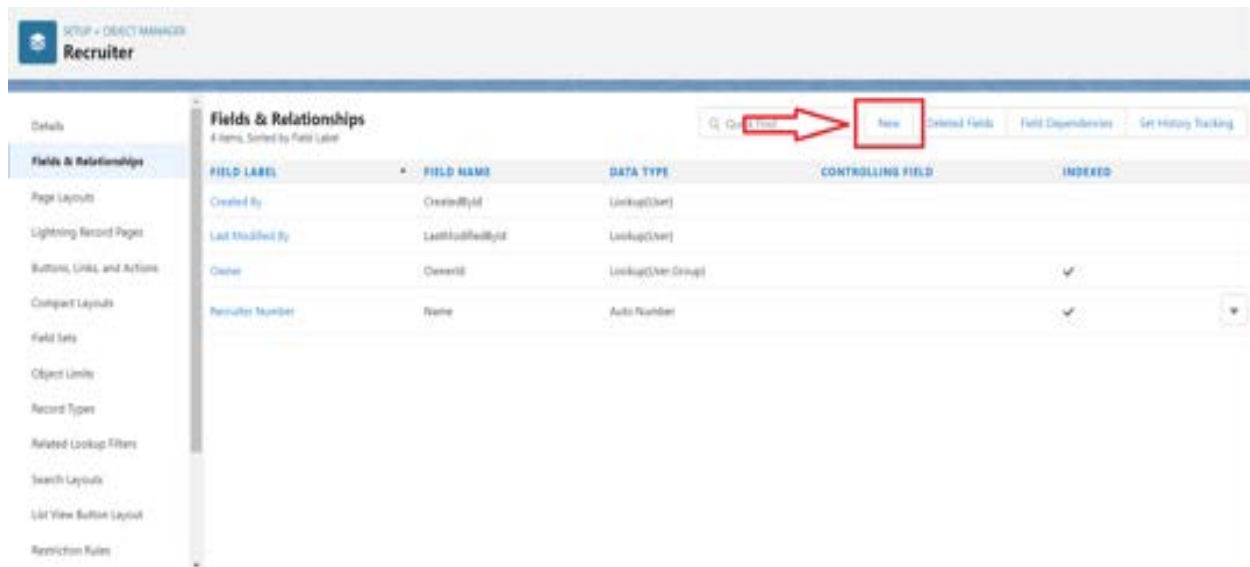 SETUP > OBJECT MANAGER
Recruiter
Details
Fields & Relationships
Page Layouts
Lightning Record Pages
Buttons, Links, and Actions
Compact Layouts
Field Sets
Object Limits
Record Types
Related Lookup Filters
Search Layouts
List View Button Layout
Restriction Rules
Fields & Relationships
4 Items, Sorted by Field Label
New
Deleted Fields
Field Dependencies
Set History Tracking
FIELD LABEL FIELD NAME DATA TYPE CONTROLLING FIELD INDEXED
Created By CreatedById Lookup(User)
Last Modified By LastModifiedById Lookup(User)
Owner OwnerId Lookup(User,Group)
Recruiter Number Name Auto Number